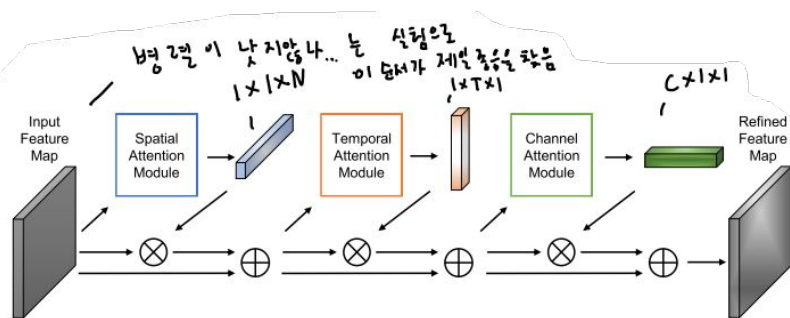 병렬이 낫지않나... 는 실험으로
이 순서가 제일 좋음을 찾음
1×1×N
1×T×1
C×1×1
Input
Feature
Map
Spatial
Attention
Module
Temporal
Attention
Module
Channel
Attention
Module
Refined
Feature
Map